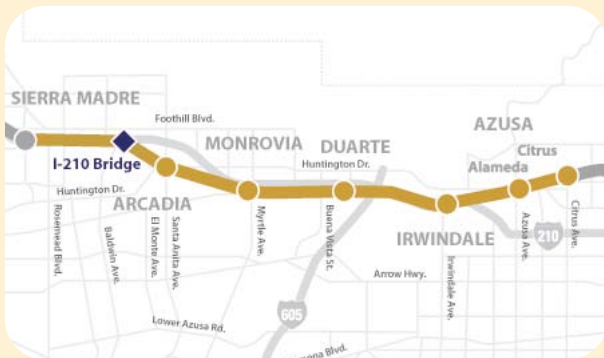 SIERRA MADRE
Foothill Blvd.
AZUSA
MONROVIA
DUARTE
Citrus
I-210 Bridge
Huntington Dr.
Alameda
Huntington Dr.
ARCADIA
IRWINDALE
210
Rosemead Blvd.
Baldwin Ave.
El Monte Ave.
Santa Anita Ave.
Myrtle Ave.
Buena Vista St.
Irwindale Ave.
Azusa Ave.
Citrus Ave.
Arrow Hwy.
605
Lower Azusa Rd.
Blvd.